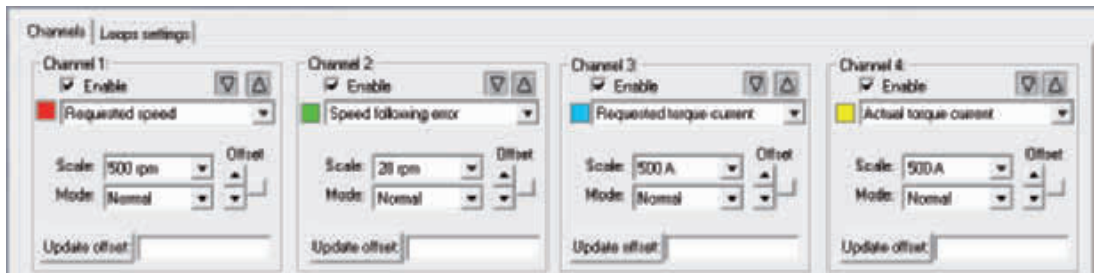 Channels Loops settings
Channel 1:
Enable
Requested speed
Scale: 500 rpm
Offset
Mode: Normal
Update offset:
Channel 2:
Enable
Speed following error
Scale: 28 rpm
Offset
Mode: Normal
Update offset:
Channel 3:
Enable
Requested torque current
Scale: 500 A
Offset
Mode: Normal
Update offset:
Channel 4:
Enable
Actual torque current
Scale: 500 A
Offset
Mode: Normal
Update offset: